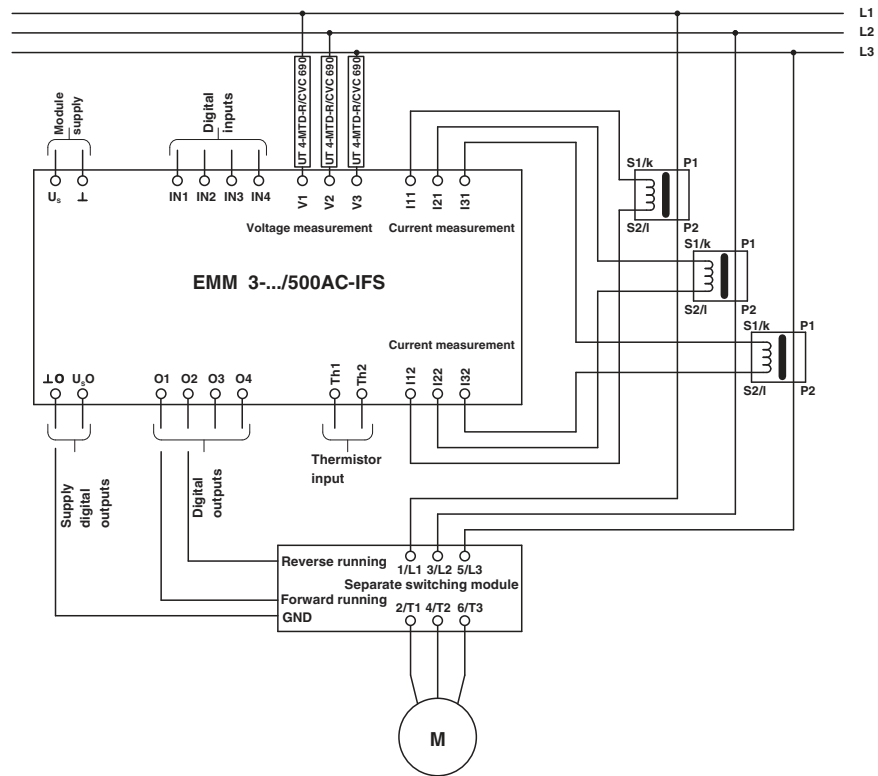 L1
L2
L3
UT 4-MTD-R/CVC 690
UT 4-MTD-R/CVC 690
UT 4-MTD-R/CVC 690
Module
supply
Digital
inputs
S1/k P1
S2/l P2
S1/k P1
S2/l P2
S1/k P1
S2/l P2
Us ⊥ IN1 IN2 IN3 IN4 V1 V2 V3 I11 I21 I31
Voltage measurement Current measurement
EMM 3-.../500AC-IFS
Current measurement
⊥O UsO O1 O2 O3 O4 Th1 Th2 I12 I22 I32
Supply
digital
outputs
Digital
outputs
Thermistor
input
Reverse running
1/L1 3/L2 5/L3
Separate switching module
Forward running
2/T1 4/T2 6/T3
GND
M